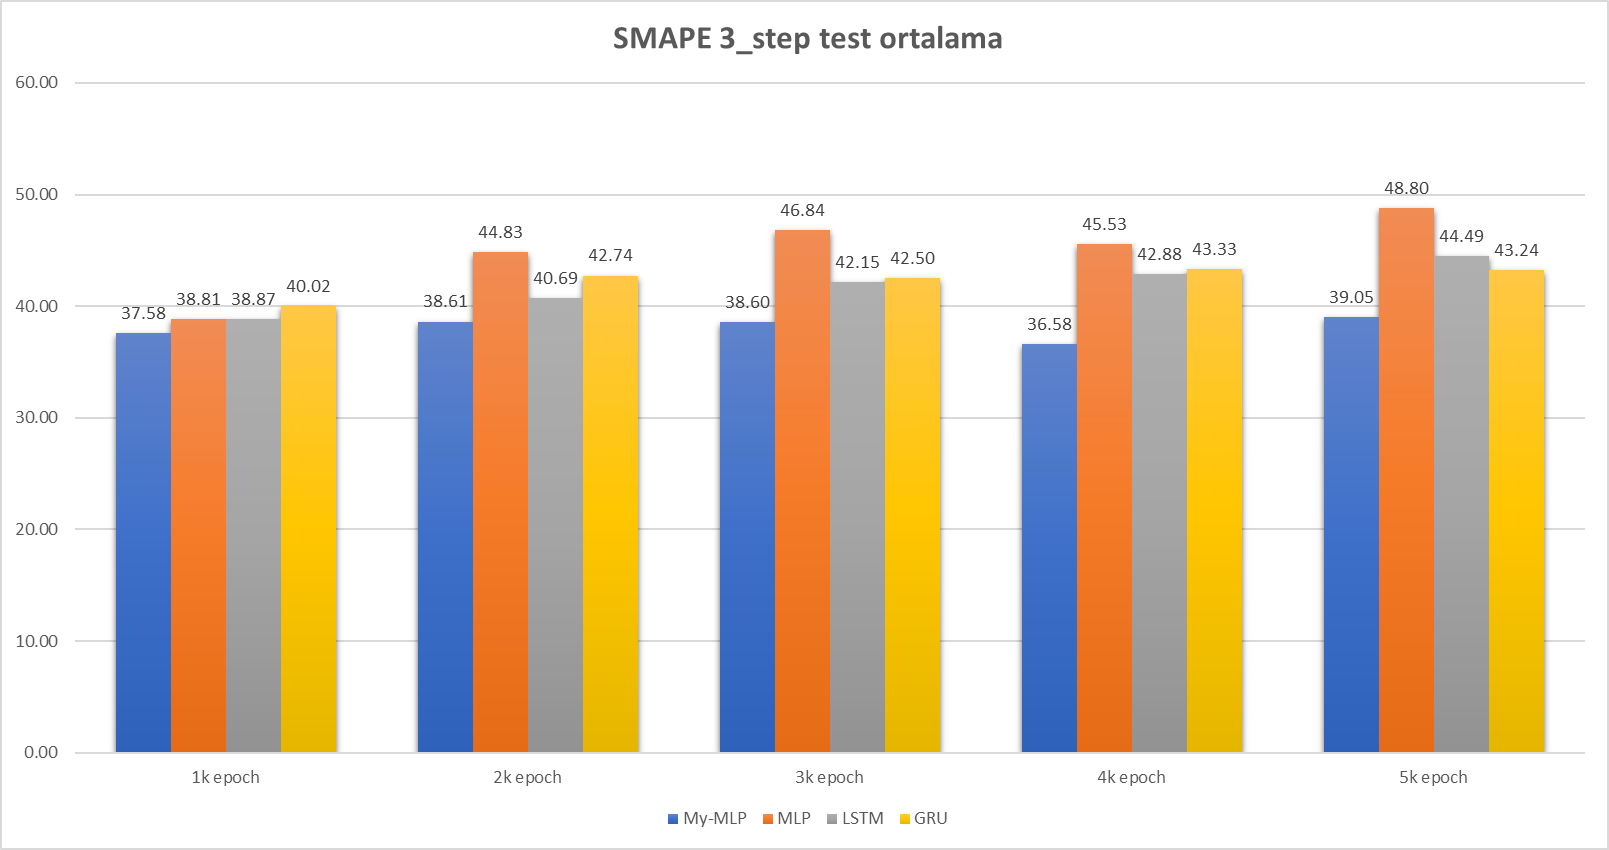 SMAPE 3_step test ortalama
60.00
50.00
40.00
30.00
20.00
10.00
0.00
37.58 38.81 38.87 40.02
38.61 44.83 40.69 42.74
38.60 46.84 42.15 42.50
36.58 45.53 42.88 43.33
39.05 48.80 44.49 43.24
1k epoch 2k epoch 3k epoch 4k epoch 5k epoch
My-MLP MLP LSTM GRU